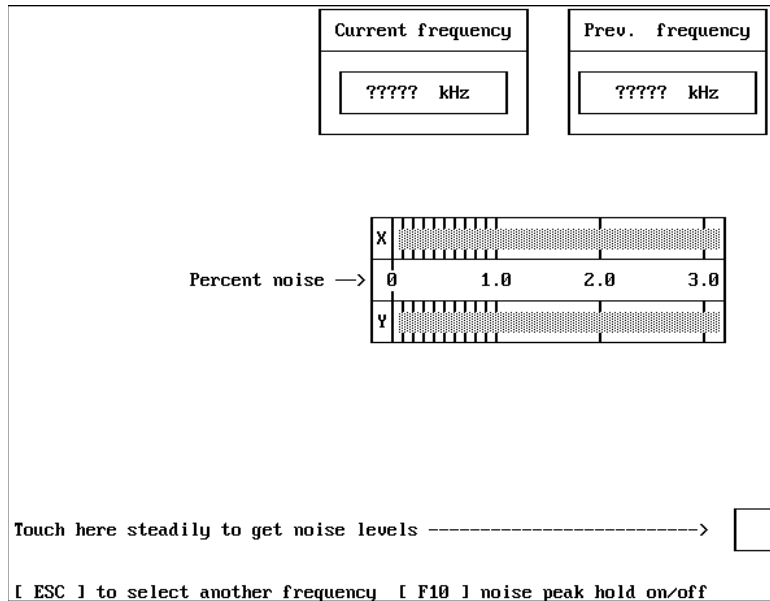 Current frequency
Prev. frequency
????? kHz
????? kHz
X
Percent noise -->
0 1.0 2.0 3.0
Y
Touch here steadily to get noise levels -------------------------->
[ ESC ] to select another frequency [ F10 ] noise peak hold on/off